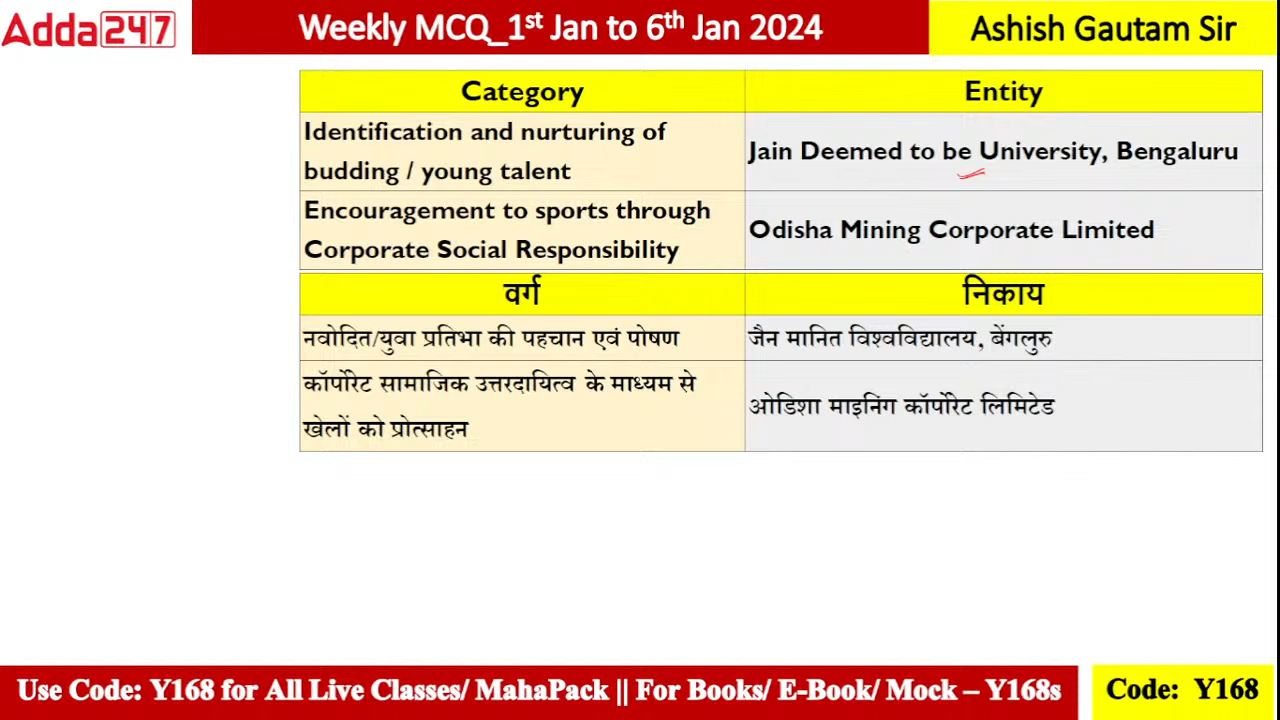 Adda247
Weekly MCQ_1st Jan to 6th Jan 2024
Ashish Gautam Sir
Category
Entity
Identification and nurturing of
budding / young talent
Jain Deemed to be University, Bengaluru
Encouragement to sports through
Corporate Social Responsibility
Odisha Mining Corporate Limited
वर्ग
निकाय
नवोदित/युवा प्रतिभा की पहचान एवं पोषण
जैन मानित विश्वविद्यालय, बेंगलुरु
कॉर्पोरेट सामाजिक उत्तरदायित्व के माध्यम से
खेलों को प्रोत्साहन
ओडिशा माइनिंग कॉर्पोरेट लिमिटेड
Use Code: Y168 for All Live Classes/ MahaPack || For Books/ E-Book/ Mock – Y168s
Code: Y168